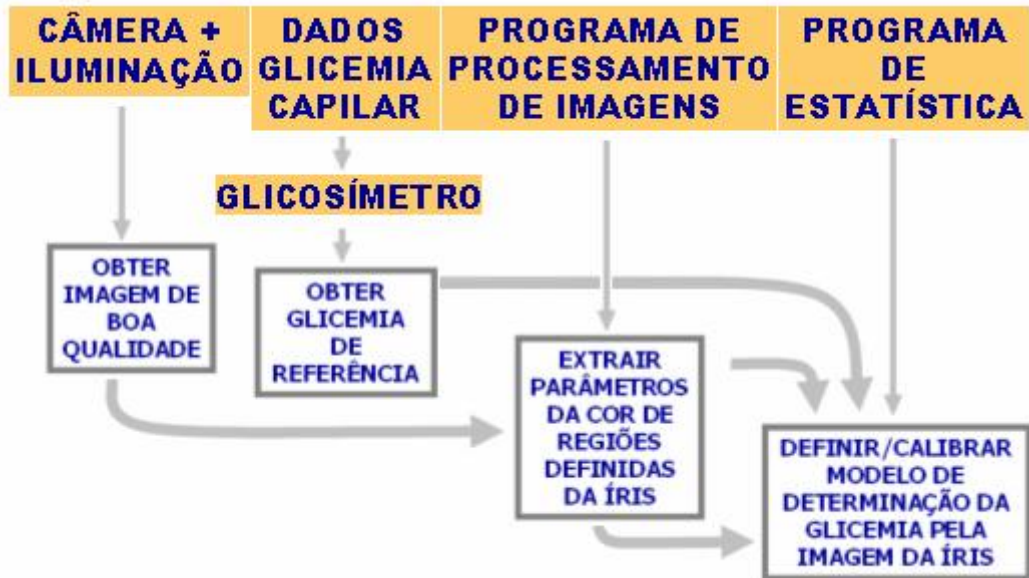 CÂMERA +
ILUMINAÇÃO
DADOS
GLICEMIA
CAPILAR
PROGRAMA DE
PROCESSAMENTO
DE IMAGENS
PROGRAMA
DE
ESTATÍSTICA
GLICOSÍMETRO
OBTER
IMAGEM DE
BOA
QUALIDADE
OBTER
GLICEMIA
DE
REFERÊNCIA
EXTRAIR
PARÂMETROS
DA COR DE
REGIÕES
DEFINIDAS
DA ÍRIS
DEFINIR/CALIBRAR
MODELO DE
DETERMINAÇÃO DA
GLICEMIA PELA
IMAGEM DA ÍRIS